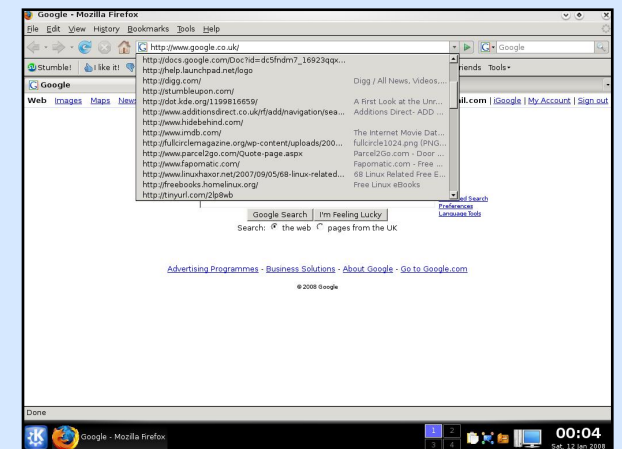 Google - Mozilla Firefox
File Edit View History Bookmarks Tools Help
http://www.google.co.uk/
Google
Stumble! I like it! riends Tools
http://docs.google.com/Doc?id=dc5fndm7_16923qqx...
http://help.launchpad.net/logo
http://digg.com/ Digg / All News, Videos,...
http://stumbleupon.com/
http://dot.kde.org/1199816659/ A First Look at the Unr...
http://www.additionsdirect.co.uk/rf/add/navigation/sea... Additions Direct- ADD ...
http://www.hidebehind.com/
http://www.imdb.com/ The Internet Movie Dat...
http://fullcirclemagazine.org/wp-content/uploads/200... fullcircle1024.png (PNG...
http://www.parcel2go.com/Quote-page.aspx Parcel2Go.com - Door ...
http://www.fapomatic.com/ Fapomatic.com - Free ...
http://www.linuxhaxor.net/2007/09/05/68-linux-related... 68 Linux Related Free E...
http://freebooks.homelinux.org/ Free Linux eBooks
http://tinyurl.com/2lp8wb
Google
Web Images Maps News ail.com | iGoogle | My Account | Sign out
ed Search
Preferences
Language Tools
Google Search I'm Feeling Lucky
Search: the web pages from the UK
Advertising Programmes - Business Solutions - About Google - Go to Google.com
© 2008 Google
Done
Google - Mozilla Firefox
1 2
3 4
00:04
Sat, 12 Jan 2008